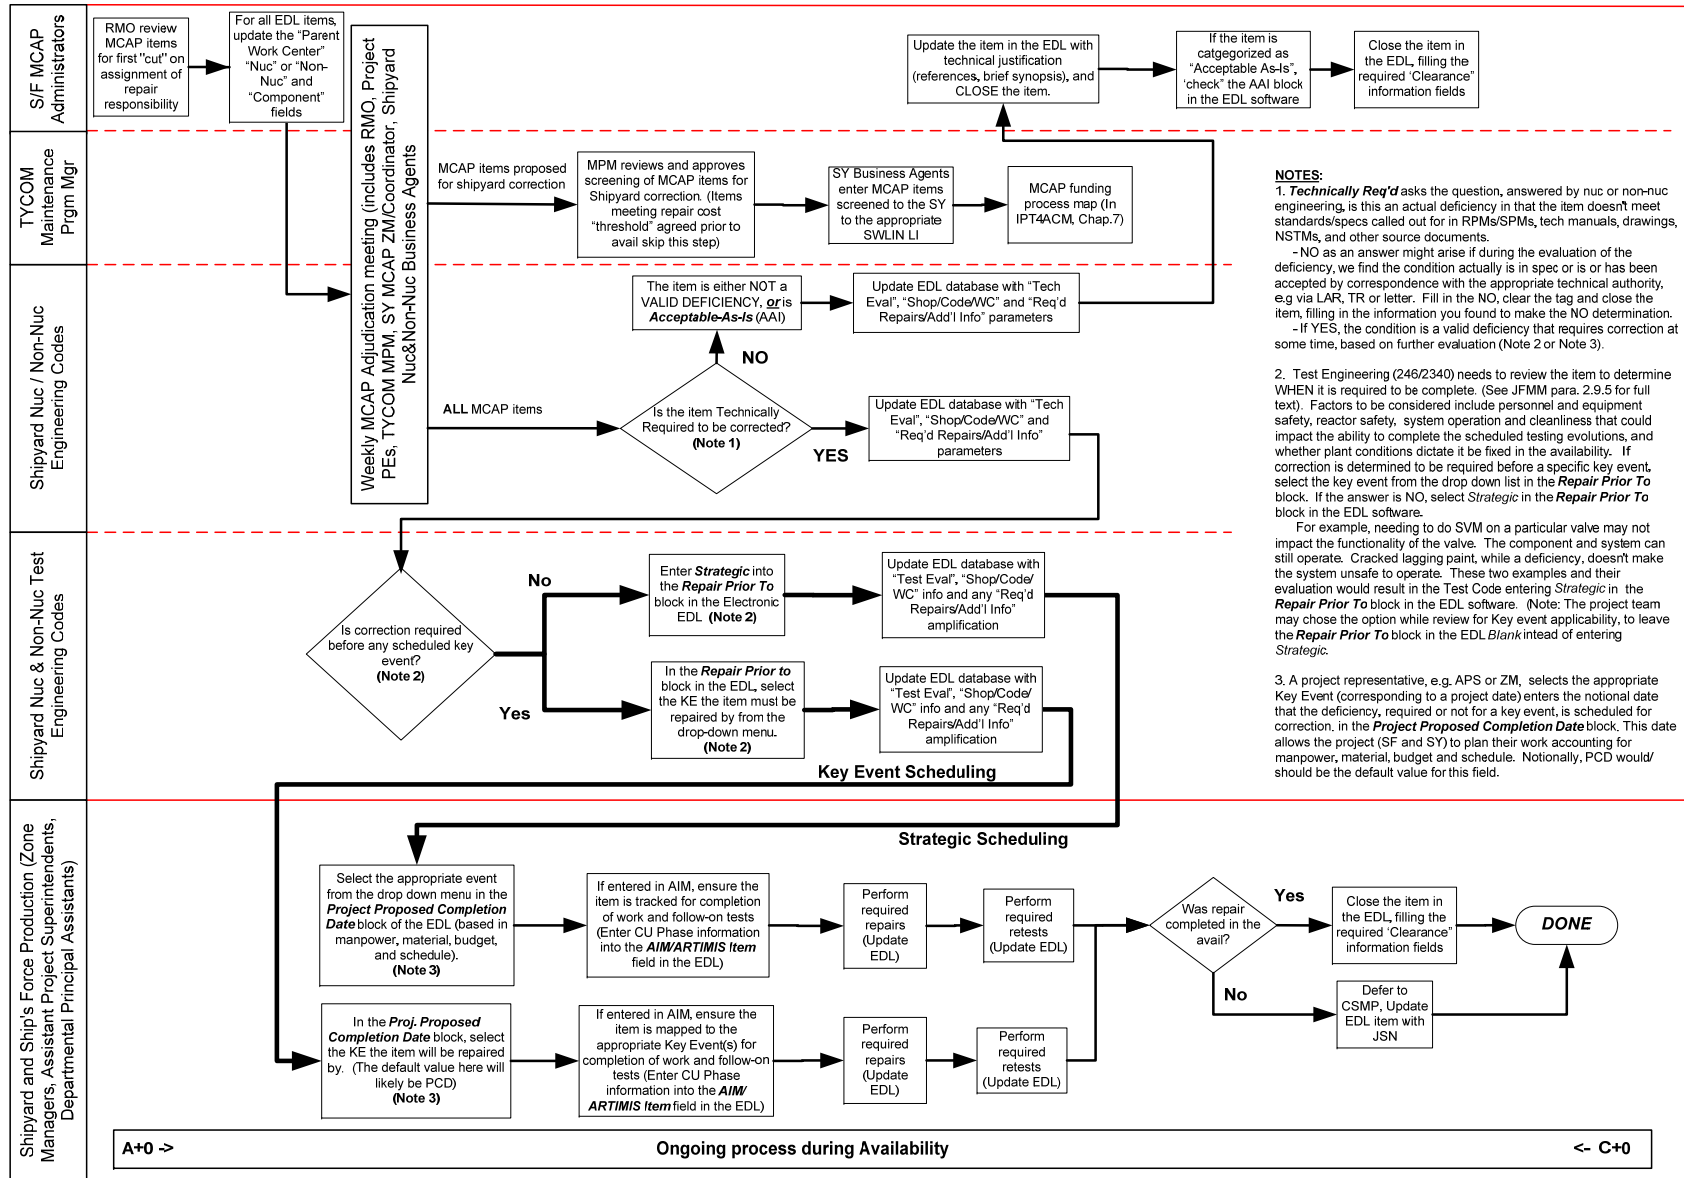 S/F MCAP
Administrators
RMO review
MCAP items
for first "cut" on
assignment of
repair
responsibility
For all EDL items,
update the “Parent
Work Center”
“Nuc” or “Non-
Nuc” and
“Component”
fields
Weekly MCAP Adjudication meeting (includes RMO, Project
PEs, TYCOM MPM, SY MCAP ZM/Coordinator, Shipyard
Nuc&Non-Nuc Business Agents
Update the item in the EDL with
technical justification
(references, brief synopsis), and
CLOSE the item.
If the item is
catgegorized as
“Acceptable As-Is”,
‘check” the AAI block
in the EDL software
Close the item in
the EDL, filling the
required ‘Clearance”
information fields
TYCOM
Maintenance
Prgm Mgr
MCAP items proposed
for shipyard correction
MPM reviews and approves
screening of MCAP items for
Shipyard correction. (Items
meeting repair cost
“threshold” agreed prior to
avail skip this step)
SY Business Agents
enter MCAP items
screened to the SY
to the appropriate
SWLIN LI
MCAP funding
process map (In
IPT4ACM, Chap.7)
Shipyard Nuc / Non-Nuc
Engineering Codes
The item is either NOT a
VALID DEFICIENCY, or is
Acceptable-As-Is (AAI)
Update EDL database with “Tech
Eval”, “Shop/Code/WC” and “Req’d
Repairs/Add’l Info” parameters
NO
ALL MCAP items
Is the item Technically
Required to be corrected?
(Note 1)
YES
Update EDL database with “Tech
Eval”, “Shop/Code/WC” and
“Req’d Repairs/Add’l Info”
parameters
Shipyard Nuc & Non-Nuc Test
Engineering Codes
Is correction required
before any scheduled key
event?
(Note 2)
No
Enter Strategic into
the Repair Prior To
block in the Electronic
EDL (Note 2)
Update EDL database with
“Test Eval”, “Shop/Code/
WC” info and any “Req’d
Repairs/Add’l Info”
amplification
Yes
In the Repair Prior to
block in the EDL, select
the KE the item must be
repaired by from the
drop-down menu.
(Note 2)
Update EDL database with
“Test Eval”, “Shop/Code/
WC” info and any “Req’d
Repairs/Add’l Info”
amplification
Key Event Scheduling
NOTES:
1. Technically Req'd asks the question, answered by nuc or non-nuc
engineering, is this an actual deficiency in that the item doesn't meet
standards/specs called out for in RPMs/SPMs, tech manuals, drawings,
NSTMs, and other source documents.
- NO as an answer might arise if during the evaluation of the
deficiency, we find the condition actually is in spec or is or has been
accepted by correspondence with the appropriate technical authority,
e.g via LAR, TR or letter. Fill in the NO, clear the tag and close the
item, filling in the information you found to make the NO determination.
- If YES, the condition is a valid deficiency that requires correction at
some time, based on further evaluation (Note 2 or Note 3).
2. Test Engineering (246/2340) needs to review the item to determine
WHEN it is required to be complete. (See JFMM para. 2.9.5 for full
text). Factors to be considered include personnel and equipment
safety, reactor safety, system operation and cleanliness that could
impact the ability to complete the scheduled testing evolutions, and
whether plant conditions dictate it be fixed in the availability. If
correction is determined to be required before a specific key event,
select the key event from the drop down list in the Repair Prior To
block. If the answer is NO, select Strategic in the Repair Prior To
block in the EDL software.
For example, needing to do SVM on a particular valve may not
impact the functionality of the valve. The component and system can
still operate. Cracked lagging paint, while a deficiency, doesn't make
the system unsafe to operate. These two examples and their
evaluation would result in the Test Code entering Strategic in the
Repair Prior To block in the EDL software. (Note: The project team
may chose the option while review for Key event applicability, to leave
the Repair Prior To block in the EDL Blank intead of entering
Strategic.
3. A project representative, e.g. APS or ZM, selects the appropriate
Key Event (corresponding to a project date) enters the notional date
that the deficiency, required or not for a key event, is scheduled for
correction. in the Project Proposed Completion Date block. This date
allows the project (SF and SY) to plan their work accounting for
manpower, material, budget and schedule. Notionally, PCD would/
should be the default value for this field.
Shipyard and Ship's Force Production (Zone
Managers, Assistant Project Superintendents,
Departmental Principal Assistants)
Strategic Scheduling
Select the appropriate event
from the drop down menu in the
Project Proposed Completion
Date block of the EDL (based in
manpower, material, budget,
and schedule).
(Note 3)
If entered in AIM, ensure the
item is tracked for completion
of work and follow-on tests
(Enter CU Phase information
into the AIM/ARTIMIS Item
field in the EDL)
Perform
required
repairs
(Update
EDL)
Perform
required
retests
(Update EDL)
Was repair
completed in the
avail?
Yes
Close the item in
the EDL, filling the
required ‘Clearance”
information fields
DONE
No
Defer to
CSMP, Update
EDL item with
JSN
In the Proj. Proposed
Completion Date block, select
the KE the item will be repaired
by. (The default value here will
likely be PCD)
(Note 3)
If entered in AIM, ensure the
item is mapped to the
appropriate Key Event(s) for
completion of work and follow-on
tests (Enter CU Phase
information into the AIM/
ARTIMIS Item field in the EDL)
Perform
required
repairs
(Update
EDL)
Perform
required
retests
(Update EDL)
A+0 ->
Ongoing process during Availability
<- C+0